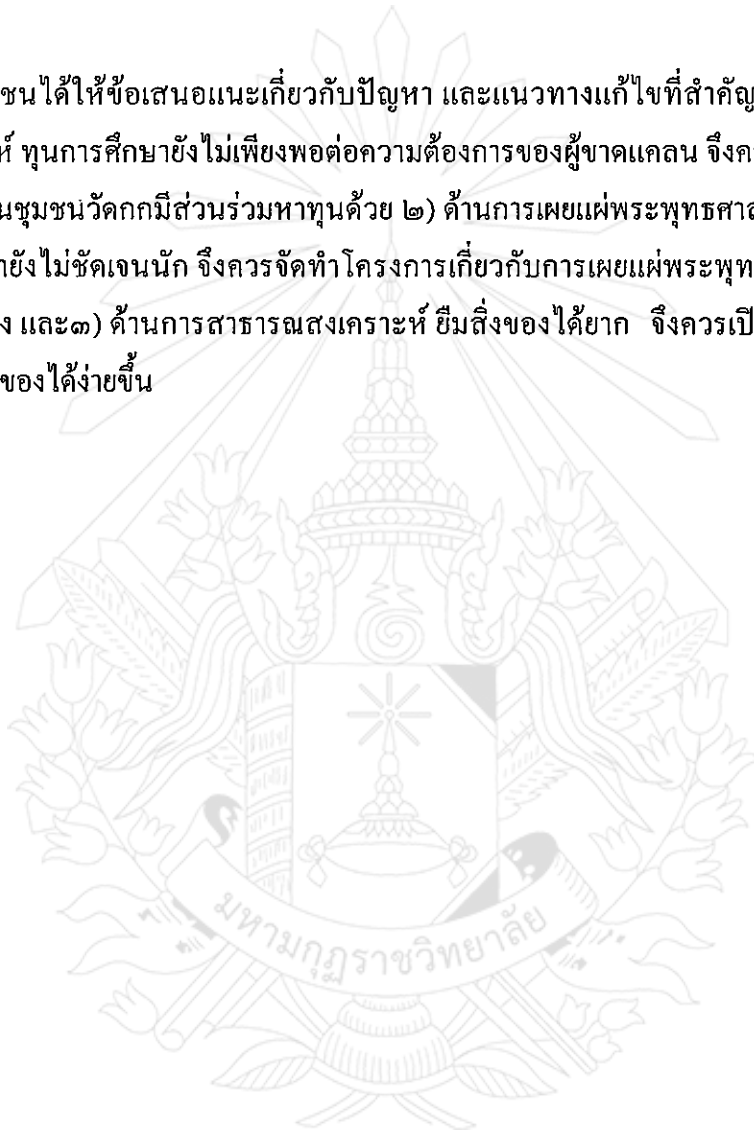 ชนได้ให้ข้อเสนอแนะเกี่ยวกับปัญหา และแนวทางแก้ไขที่สำคัญ
ห์ ทุนการศึกษายังไม่เพียงพอต่อความต้องการของผู้ขาดแคลน จึงค
นชุมชนวัดกกมีส่วนร่วมหาทุนด้วย ๒) ด้านการเผยแผ่พระพุทธศาส
ายังไม่ชัดเจนนัก จึงควรจัดทำโครงการเกี่ยวกับการเผยแผ่พระพุท
ง และ๓) ด้านการสาธารณสงเคราะห์ ยืมสิ่งของได้ยาก จึงควรเปิ
ของได้ง่ายขึ้น
มหามกุฏราชวิทยาลัย